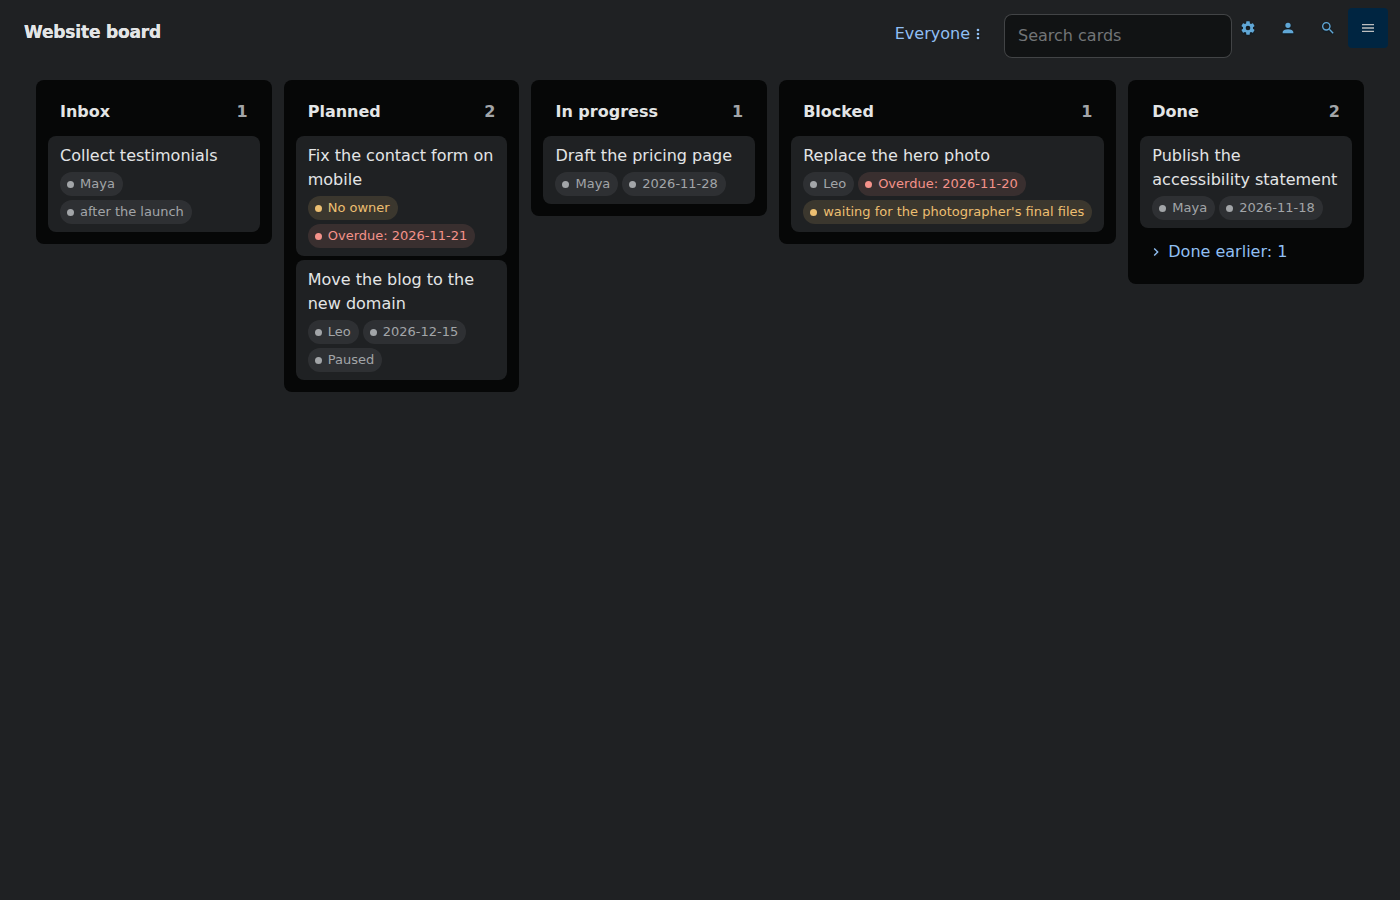 Website board
Everyone
Search cards
Inbox 1
Collect testimonials
Maya
after the launch
Planned 2
Fix the contact form on
mobile
No owner
Overdue: 2026-11-21
Move the blog to the
new domain
Leo 2026-12-15
Paused
In progress 1
Draft the pricing page
Maya 2026-11-28
Blocked 1
Replace the hero photo
Leo Overdue: 2026-11-20
waiting for the photographer's final files
Done 2
Publish the
accessibility statement
Maya 2026-11-18
Done earlier: 1